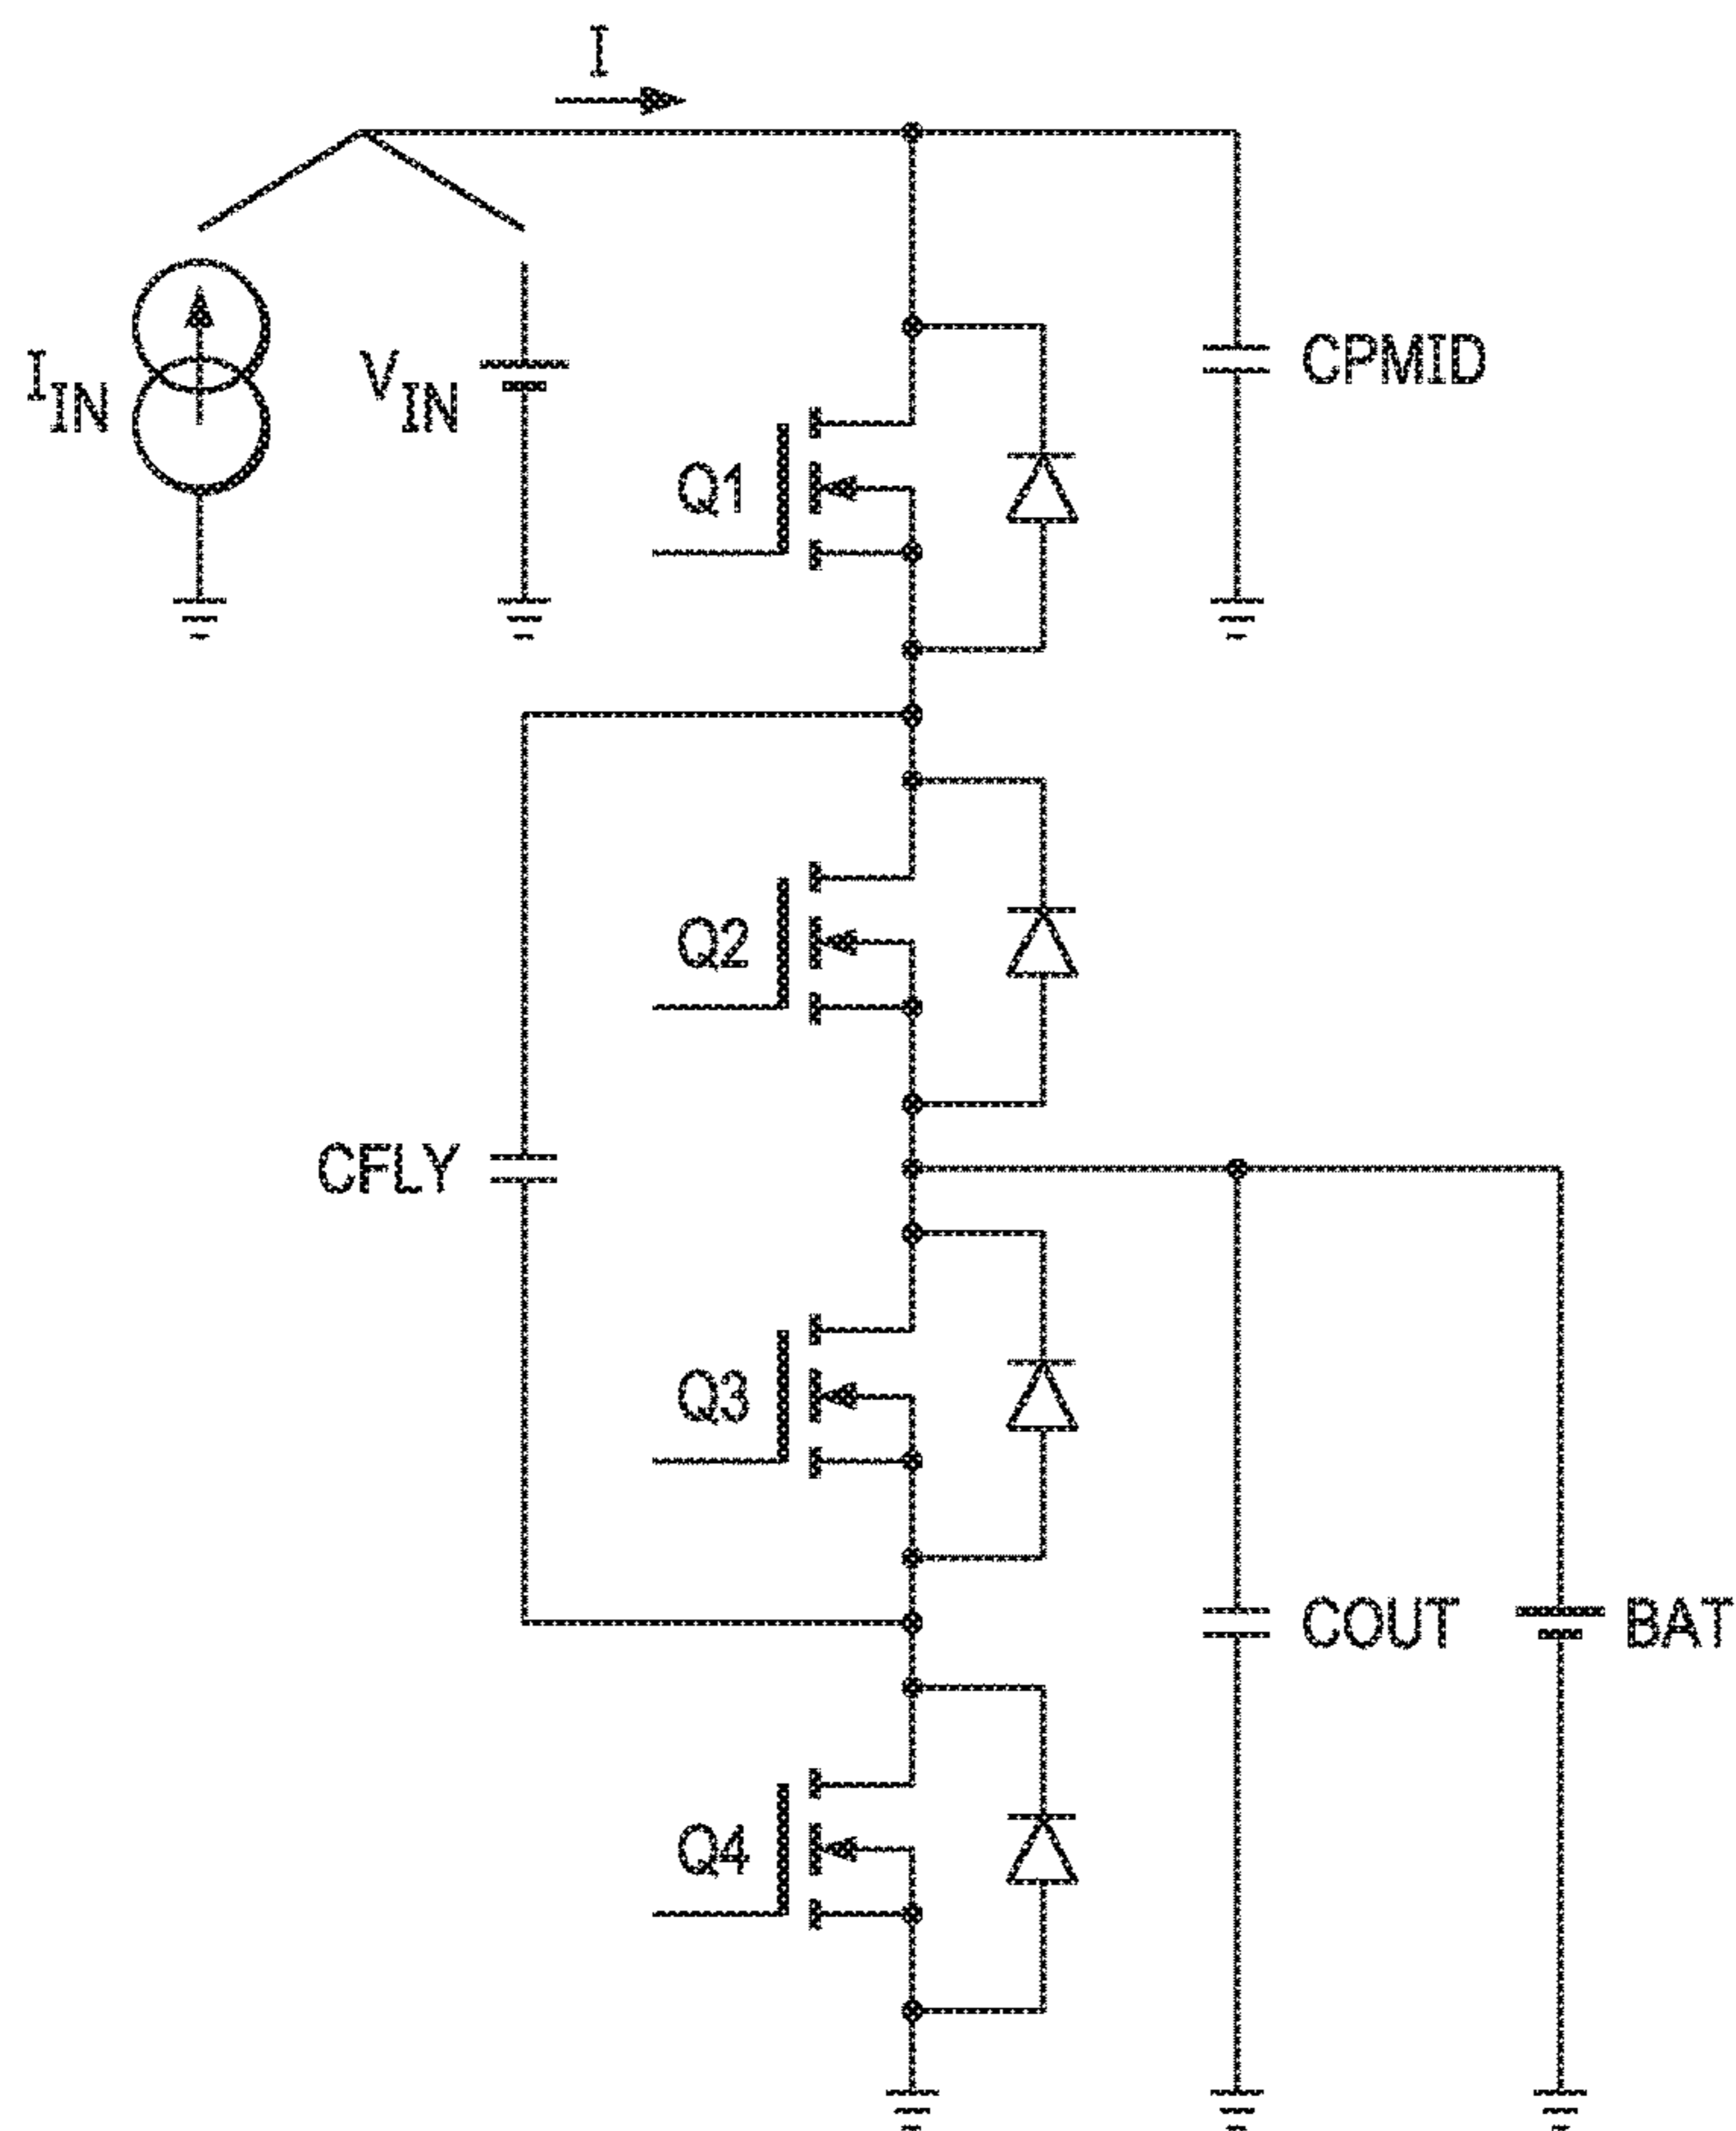 I
I_IN
V_IN
CPMID
Q1
Q2
CFLY
Q3
COUT
BAT
Q4